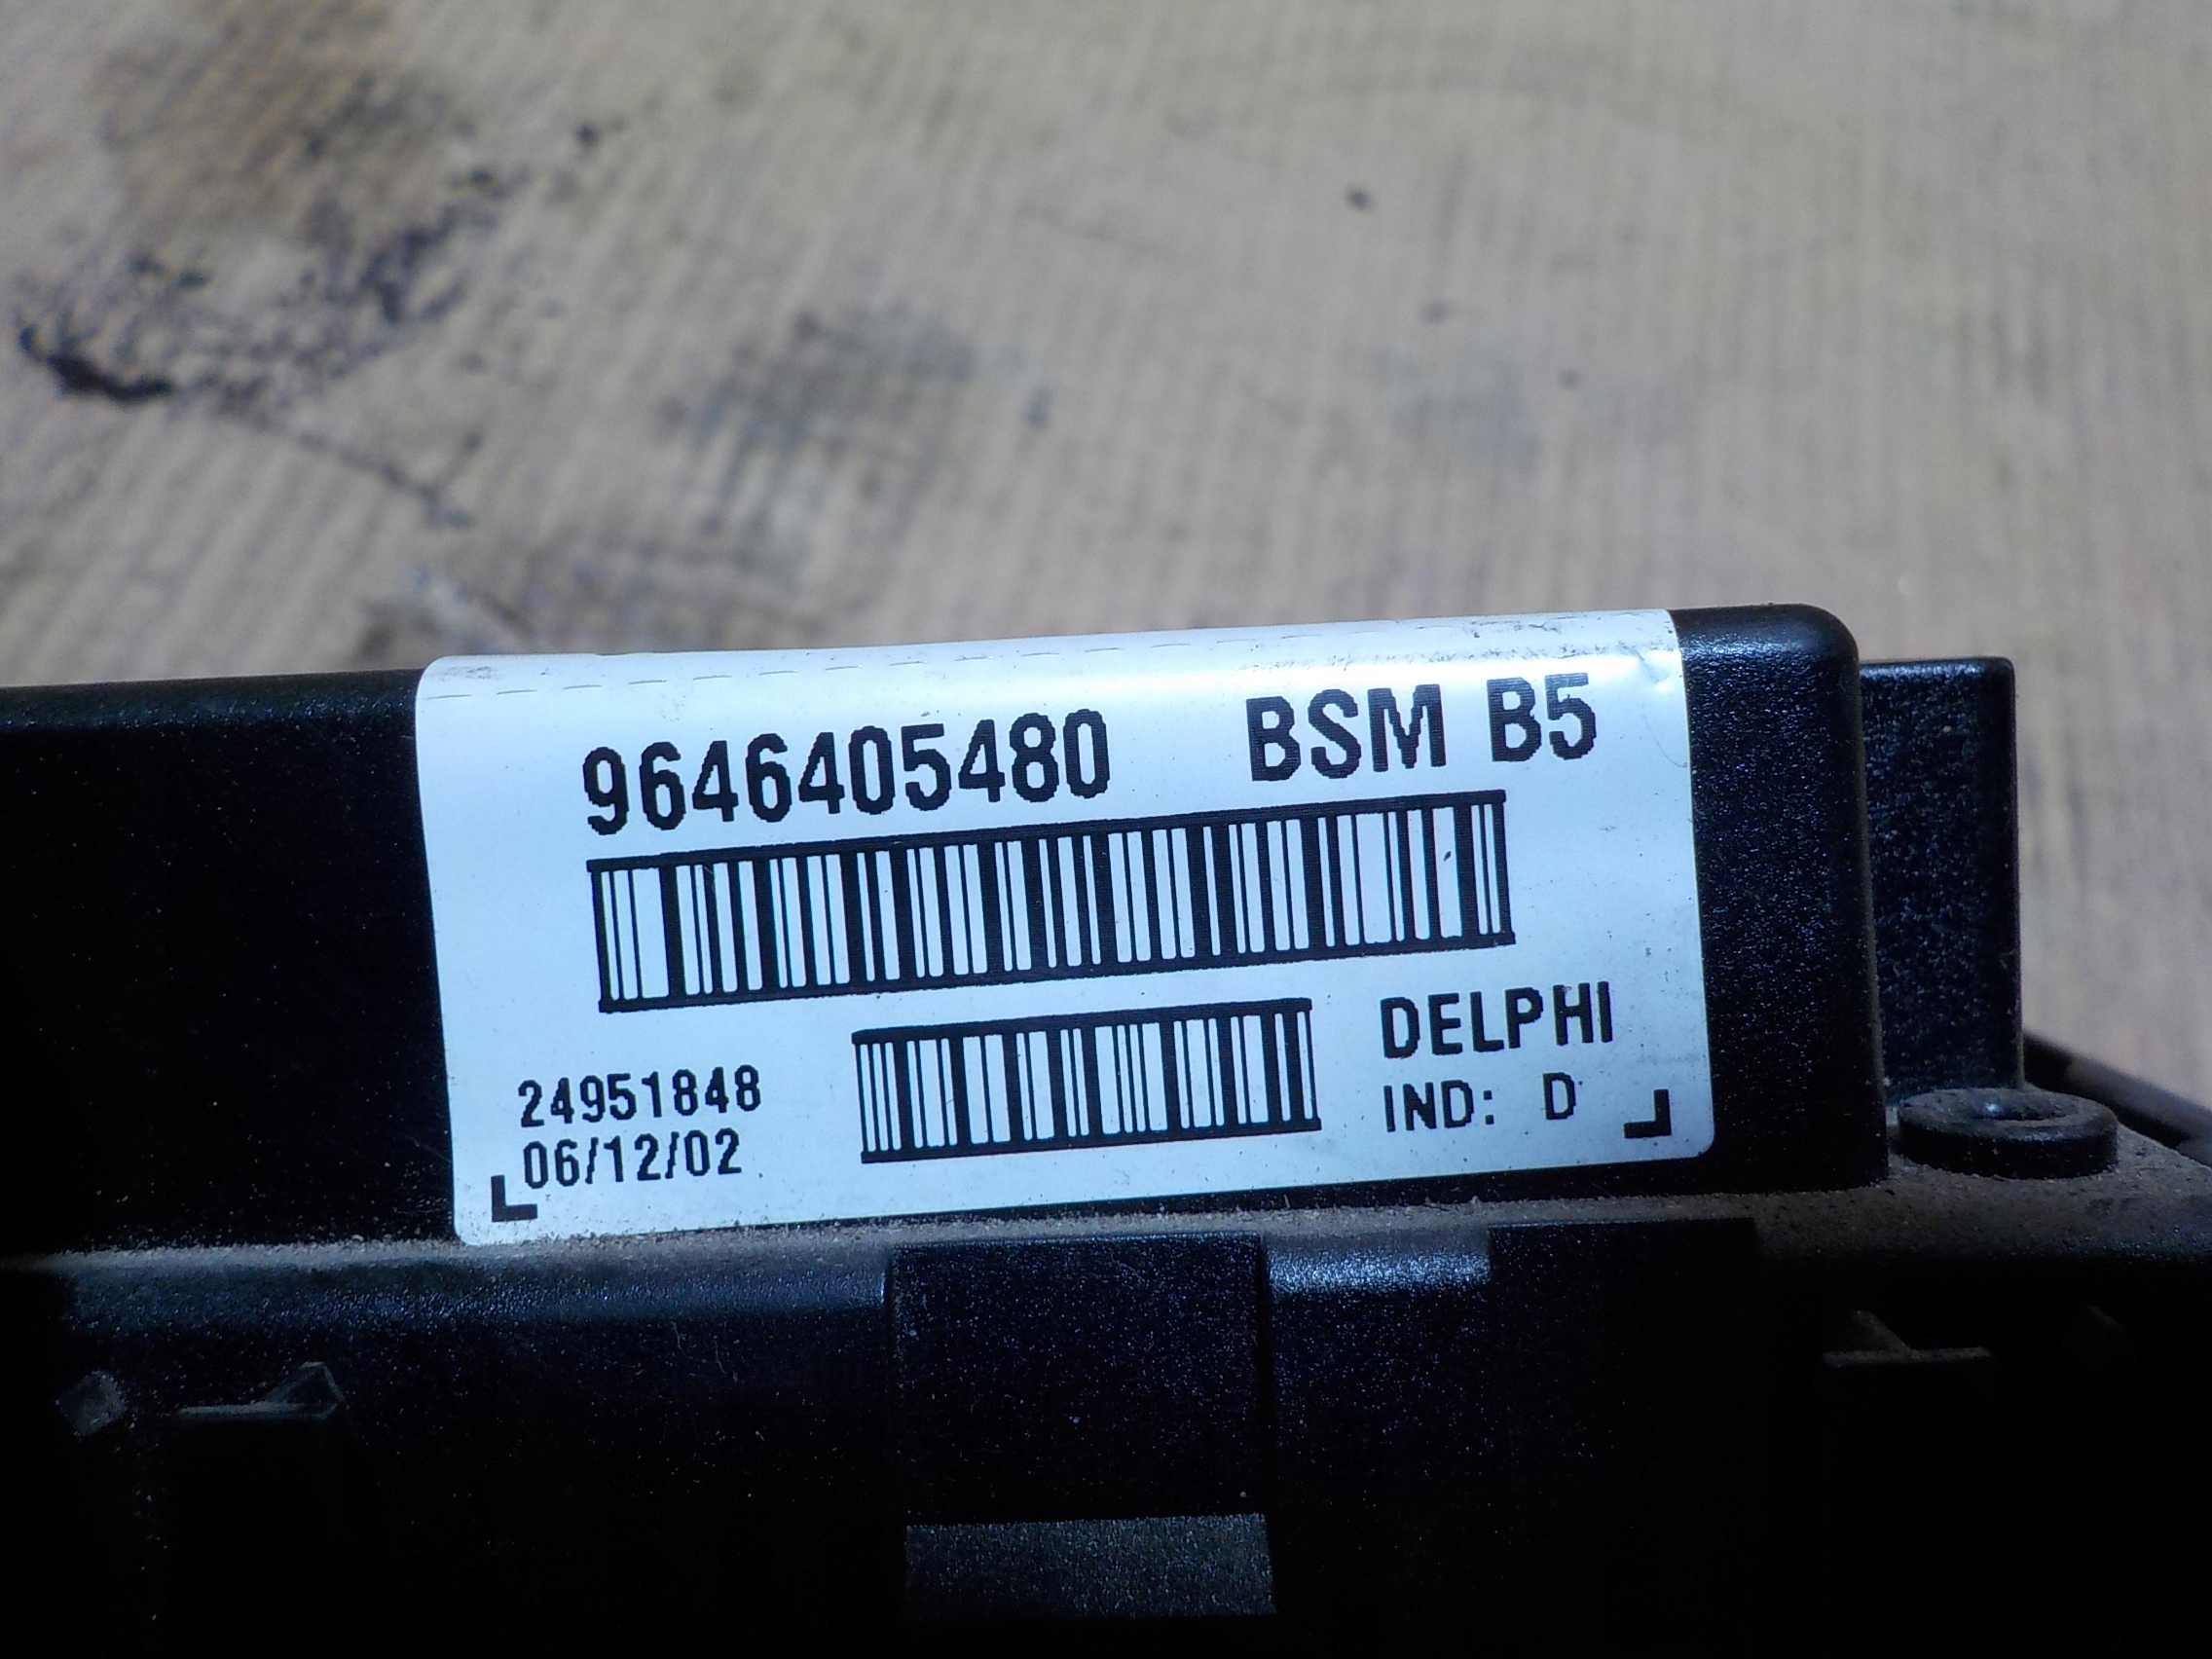 9646405480 BSM B5
DELPHI
24951848
IND: D
06/12/02